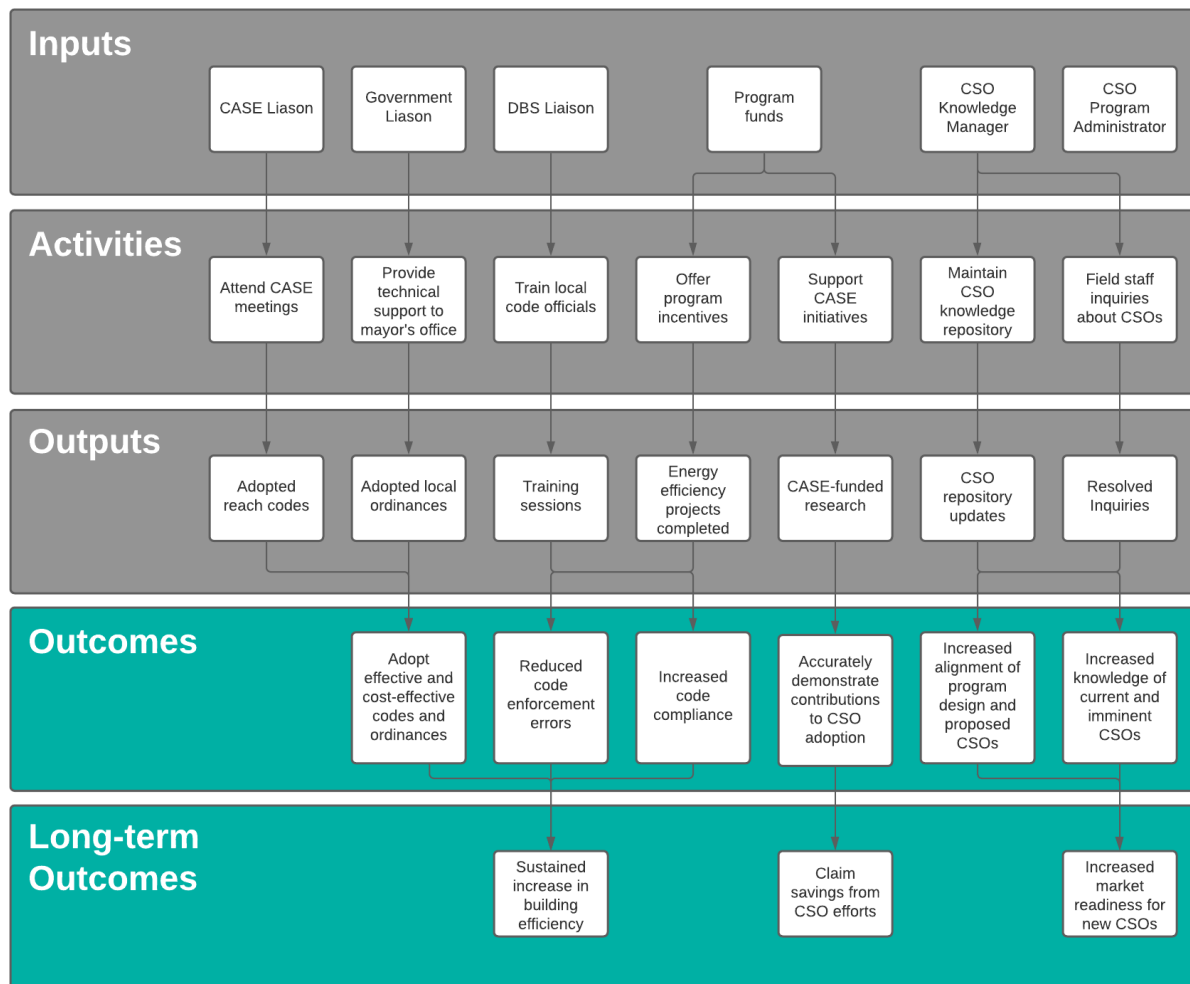 Inputs
CASE Liason
Government
Liason
DBS Liaison
Program
funds
CSO
Knowledge
Manager
CSO
Program
Administrator
Activities
Attend CASE
meetings
Provide
technical
support to
mayor's office
Train local
code officials
Offer
program
incentives
Support
CASE
initiatives
Maintain
CSO
knowledge
repository
Field staff
inquiries
about CSOs
Outputs
Adopted
reach codes
Adopted local
ordinances
Training
sessions
Energy
efficiency
projects
completed
CASE-funded
research
CSO
repository
updates
Resolved
Inquiries
Outcomes
Adopt
effective and
cost-effective
codes and
ordinances
Reduced
code
enforcement
errors
Increased
code
compliance
Accurately
demonstrate
contributions
to CSO
adoption
Increased
alignment of
program
design and
proposed
CSOs
Increased
knowledge of
current and
imminent
CSOs
Long-term
Outcomes
Sustained
increase in
building
efficiency
Claim
savings from
CSO efforts
Increased
market
readiness for
new CSOs